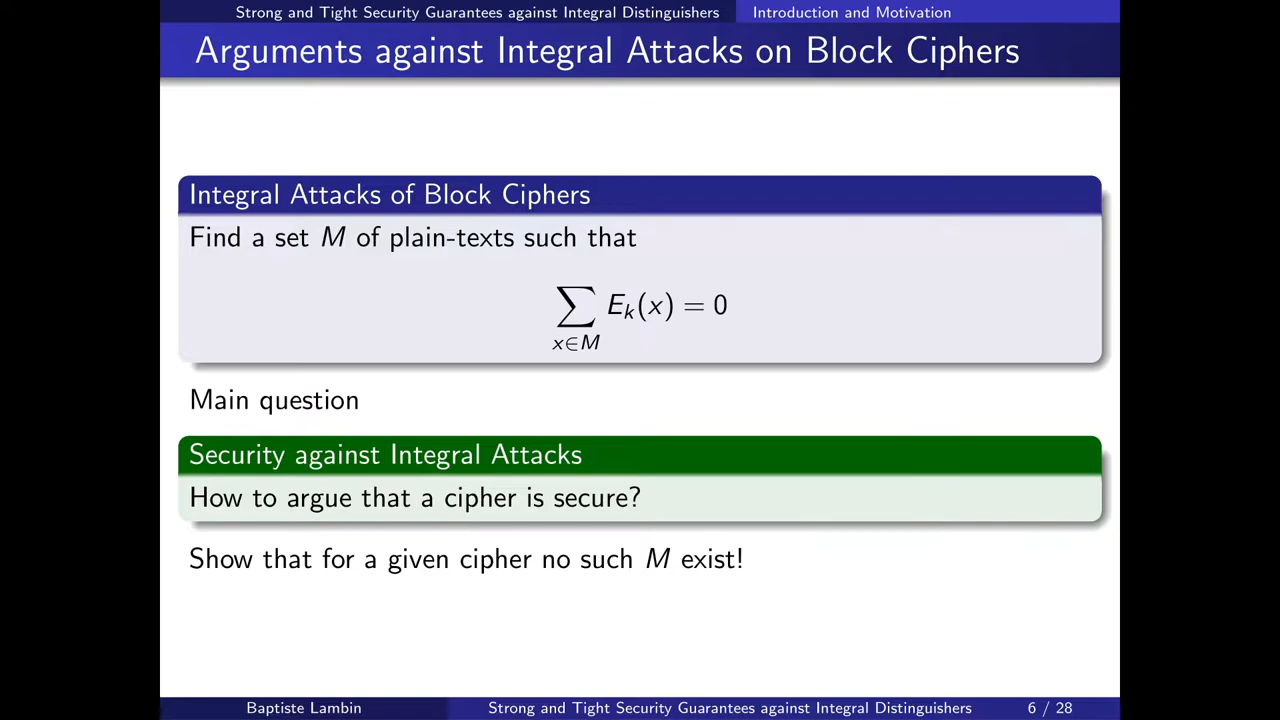 Strong and Tight Security Guarantees against Integral Distinguishers Introduction and Motivation
Arguments against Integral Attacks on Block Ciphers
Integral Attacks of Block Ciphers
Find a set M of plain-texts such that
∑ E_k(x) = 0
x∈M
Main question
Security against Integral Attacks
How to argue that a cipher is secure?
Show that for a given cipher no such M exist!
Baptiste Lambin Strong and Tight Security Guarantees against Integral Distinguishers 6 / 28